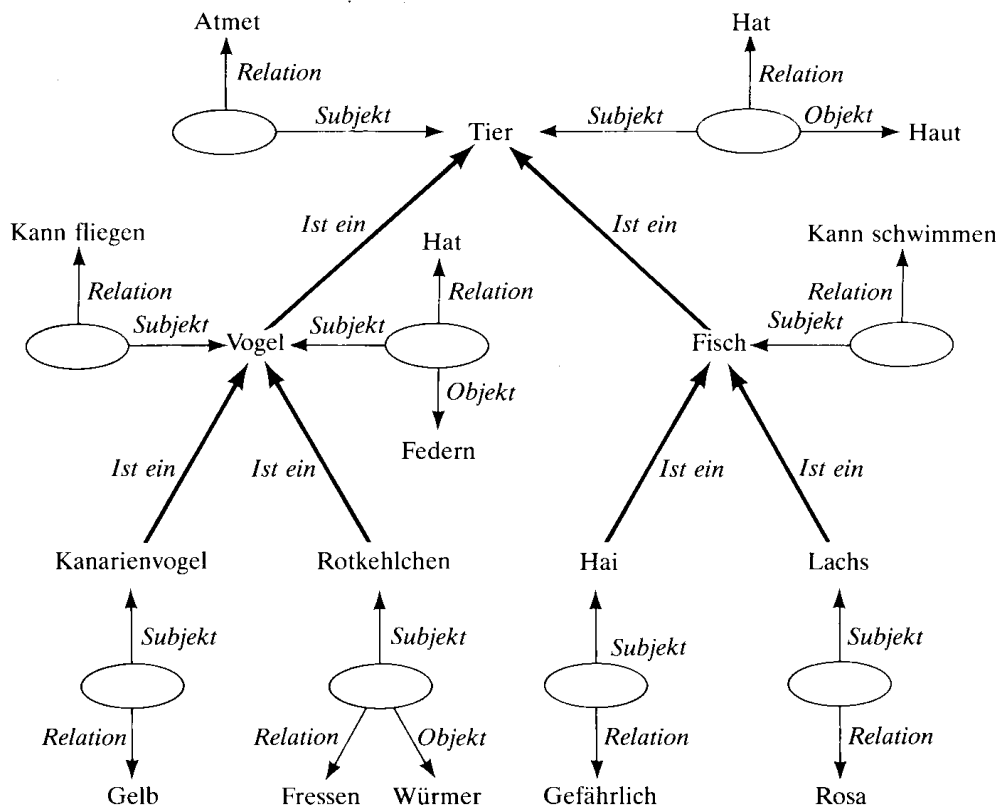 Atmet
Hat
Relation
Relation
Subjekt
Tier
Subjekt
Objekt
Haut
Kann fliegen
Ist ein
Hat
Ist ein
Kann schwimmen
Relation
Relation
Relation
Subjekt
Vogel
Subjekt
Fisch
Subjekt
Objekt
Federn
Ist ein
Ist ein
Ist ein
Ist ein
Kanarienvogel
Rotkehlchen
Hai
Lachs
Subjekt
Subjekt
Subjekt
Subjekt
Relation
Relation
Objekt
Relation
Relation
Gelb
Fressen
Würmer
Gefährlich
Rosa